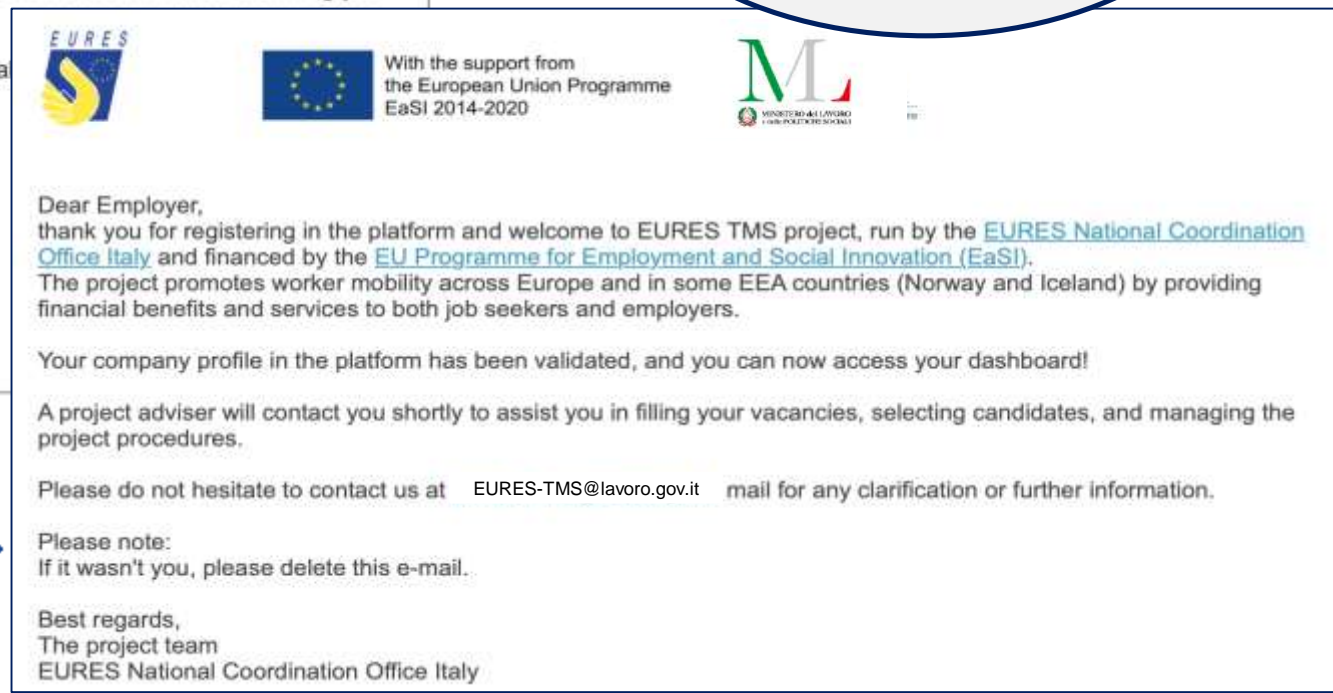 EURES
With the support from
the European Union Programme
EaSI 2014-2020
ML
MINISTERO del LAVORO
e delle POLITICHE SOCIALI
Dear Employer,
thank you for registering in the platform and welcome to EURES TMS project, run by the EURES National Coordination
Office Italy and financed by the EU Programme for Employment and Social Innovation (EaSI).
The project promotes worker mobility across Europe and in some EEA countries (Norway and Iceland) by providing
financial benefits and services to both job seekers and employers.
Your company profile in the platform has been validated, and you can now access your dashboard!
A project adviser will contact you shortly to assist you in filling your vacancies, selecting candidates, and managing the
project procedures.
Please do not hesitate to contact us at EURES-TMS@lavoro.gov.it mail for any clarification or further information.
Please note:
If it wasn't you, please delete this e-mail.
Best regards,
The project team
EURES National Coordination Office Italy